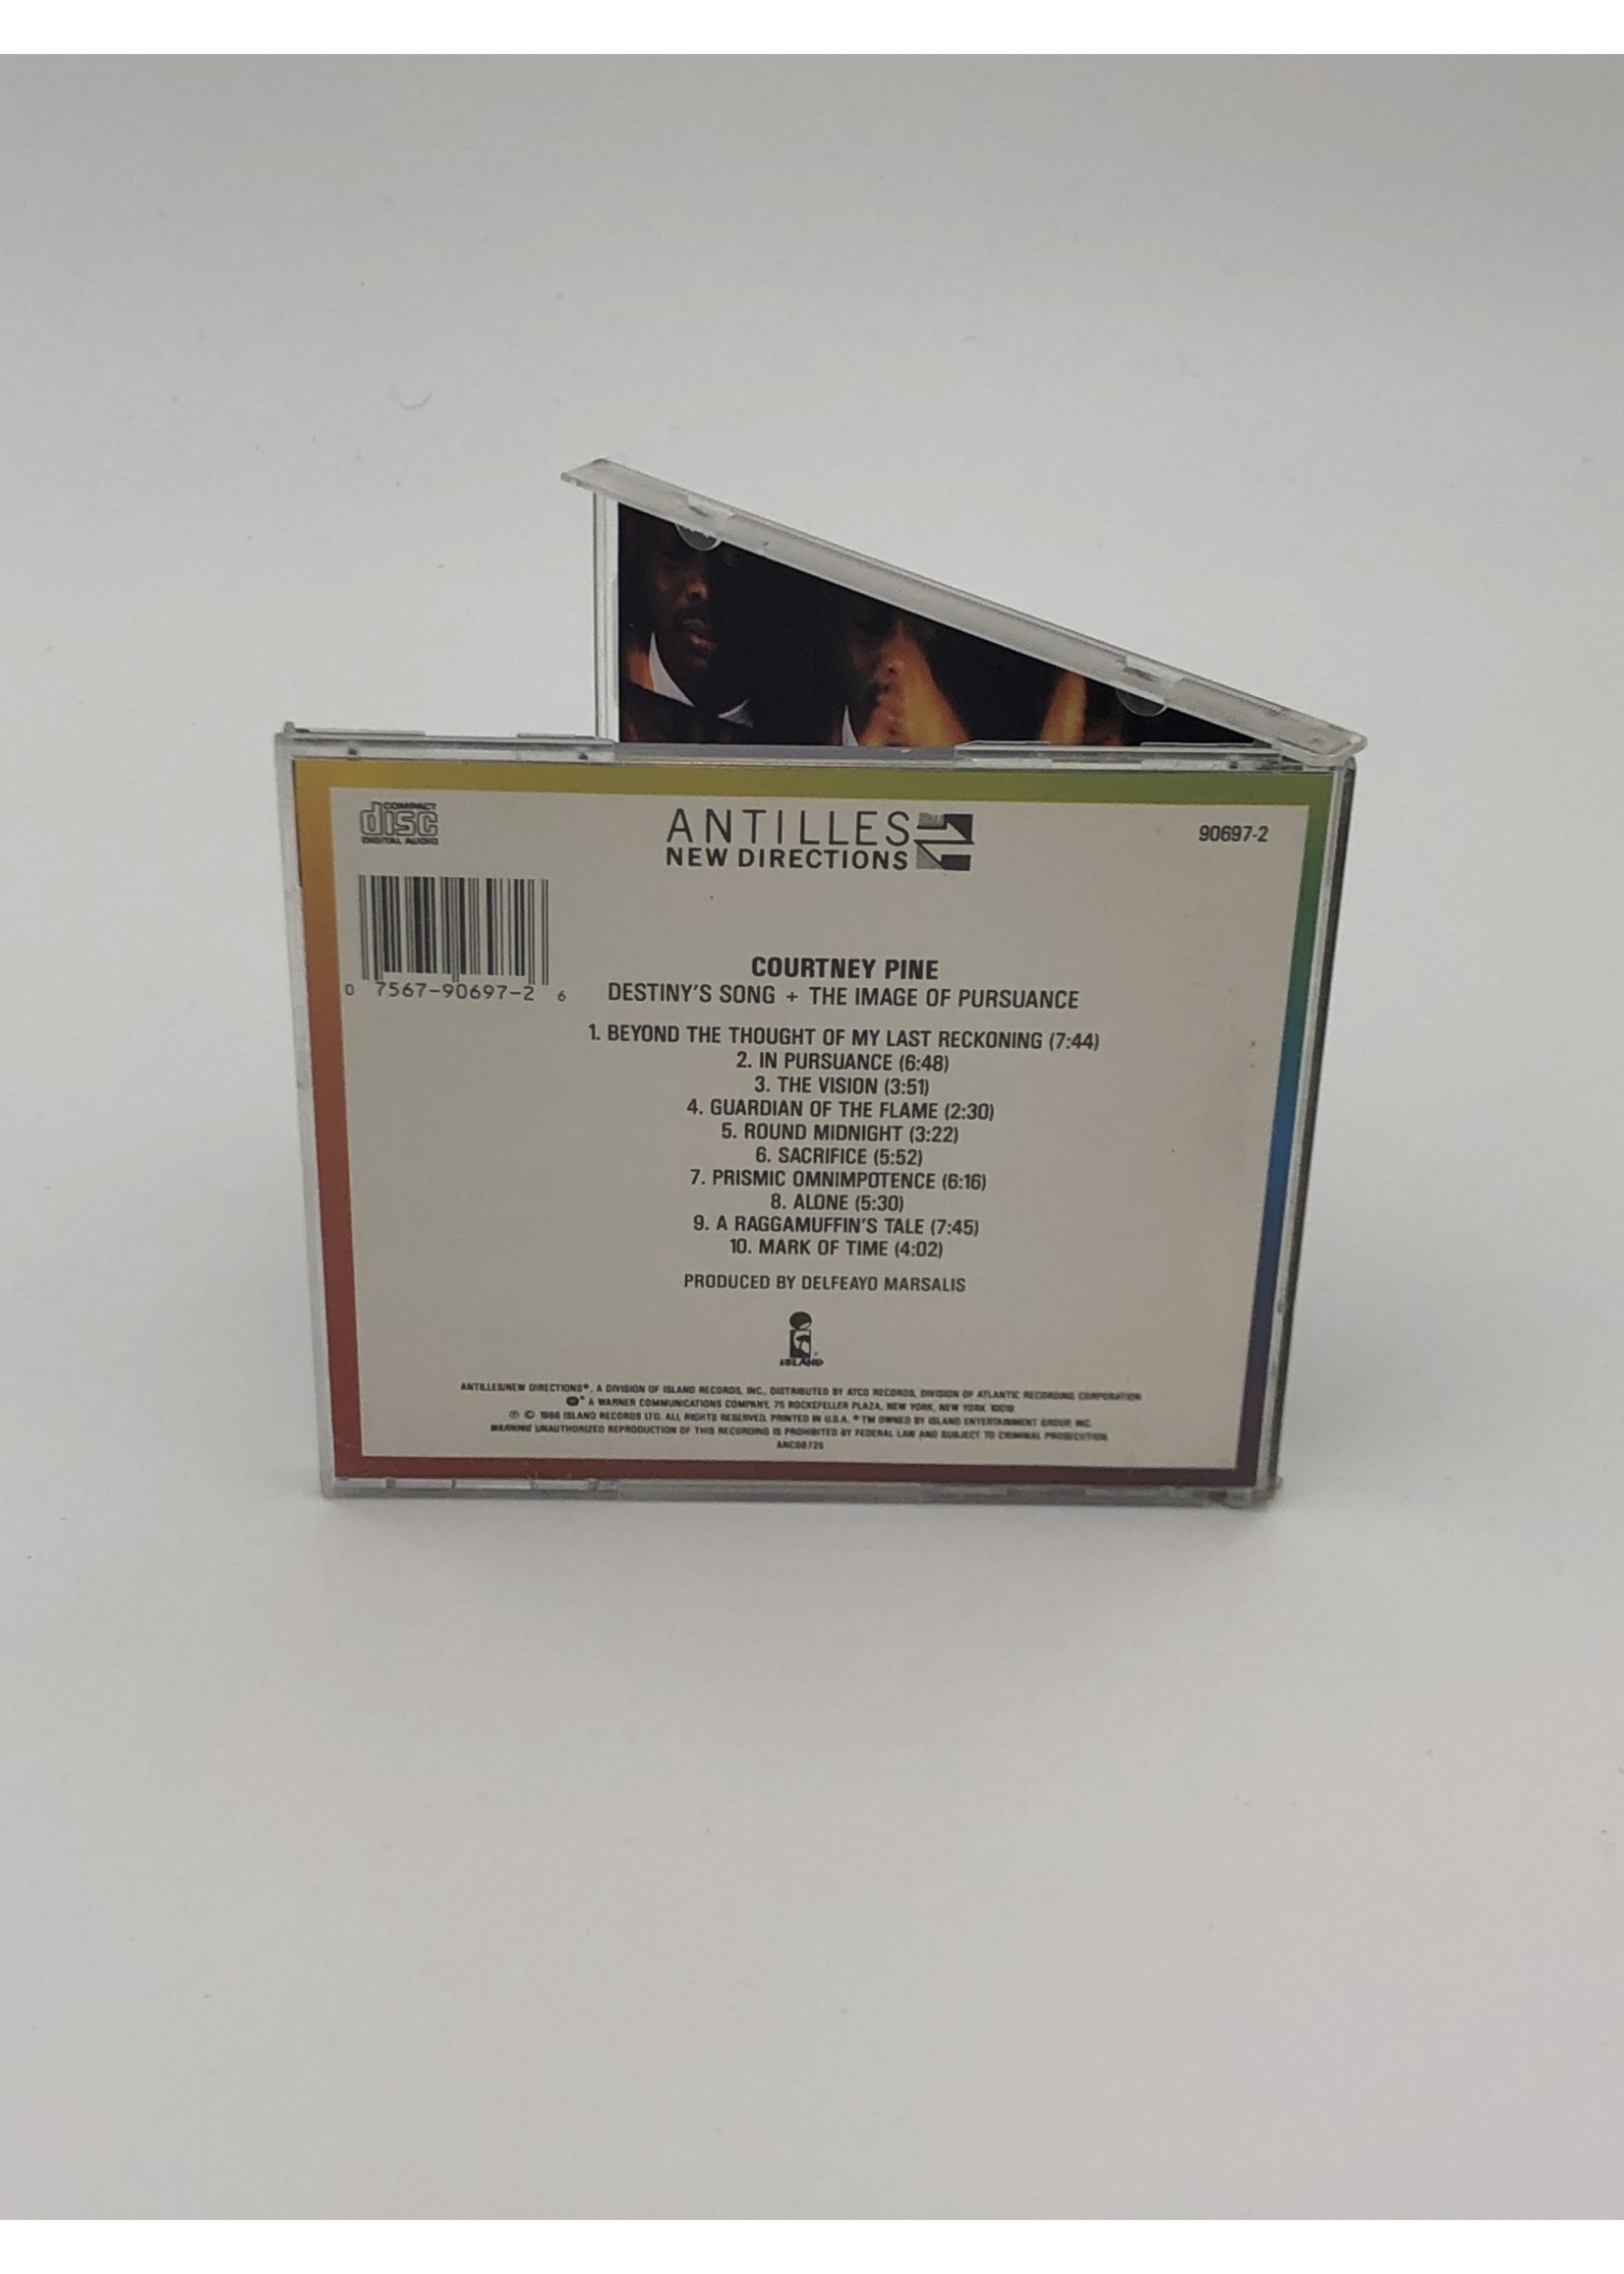 COMPACT
disc
DIGITAL AUDIO
ANTILLES
NEW DIRECTIONS
90697-2
0 7567-90697-2 6
COURTNEY PINE
DESTINY'S SONG + THE IMAGE OF PURSUANCE
1. BEYOND THE THOUGHT OF MY LAST RECKONING (7:44)
2. IN PURSUANCE (6:48)
3. THE VISION (3:51)
4. GUARDIAN OF THE FLAME (2:30)
5. ROUND MIDNIGHT (3:22)
6. SACRIFICE (5:52)
7. PRISMIC OMNIMPOTENCE (6:16)
8. ALONE (5:30)
9. A RAGGAMUFFIN'S TALE (7:45)
10. MARK OF TIME (4:02)
PRODUCED BY DELFEAYO MARSALIS
ISLAND
ANTILLES/NEW DIRECTIONS®, A DIVISION OF ISLAND RECORDS, INC., DISTRIBUTED BY ATCO RECORDS, DIVISION OF ATLANTIC RECORDING CORPORATION
A WARNER COMMUNICATIONS COMPANY, 75 ROCKEFELLER PLAZA, NEW YORK, NEW YORK 10019
℗ © ISLAND RECORDS LTD. ALL RIGHTS RESERVED. PRINTED IN U.S.A. ® TM OWNED BY ISLAND ENTERTAINMENT GROUP INC.
WARNING UNAUTHORIZED REPRODUCTION OF THIS RECORDING IS PROHIBITED BY FEDERAL LAW AND SUBJECT TO CRIMINAL PROSECUTION.